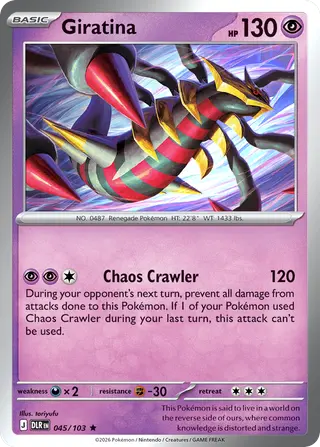 BASIC
Giratina
HP 130
NO. 0487 Renegade Pokémon HT: 22'8" WT: 1433 lbs.
Chaos Crawler 120
During your opponent's next turn, prevent all damage from
attacks done to this Pokémon. If 1 of your Pokémon used
Chaos Crawler during your last turn, this attack can't
be used.
weakness ×2 resistance -30 retreat
Illus. toriyufu
J DLR EN 045/103 ★
This Pokémon is said to live in a world on
the reverse side of ours, where common
knowledge is distorted and strange.
©2026 Pokémon / Nintendo / Creatures / GAME FREAK